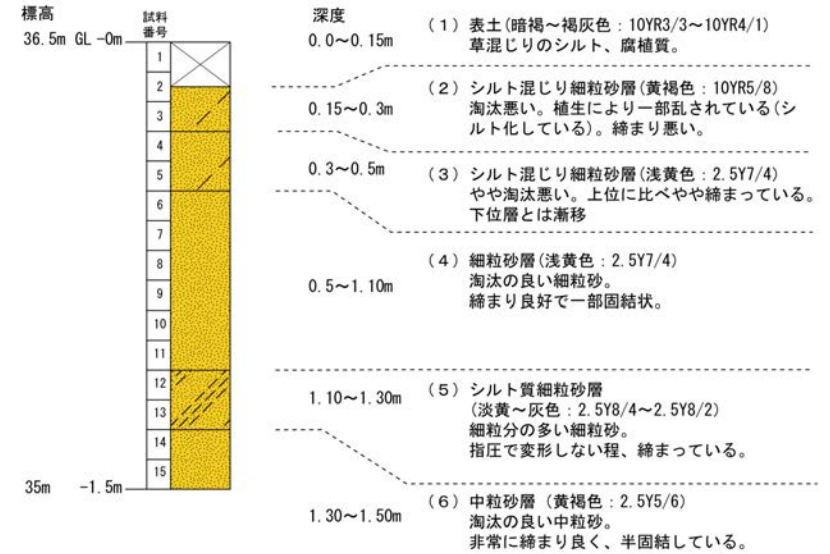 標高
試料
番号
深度
36.5m GL -0m
1
2
3
4
5
6
7
8
9
10
11
12
13
14
15
35m -1.5m
0.0～0.15m
(1) 表土(暗褐～褐灰色：10YR3/3～10YR4/1)
草混じりのシルト、腐植質。
0.15～0.3m
(2) シルト混じり細粒砂層(黄褐色：10YR5/8)
淘汰悪い。植生により一部乱されている(シ
ルト化している)。締まり悪い。
0.3～0.5m
(3) シルト混じり細粒砂層(浅黄色：2.5Y7/4)
やや淘汰悪い。上位に比べやや締まっている。
下位層とは漸移
0.5～1.10m
(4) 細粒砂層(浅黄色：2.5Y7/4)
淘汰の良い細粒砂。
締まり良好で一部固結状。
1.10～1.30m
(5) シルト質細粒砂層
(淡黄～灰色：2.5Y8/4～2.5Y8/2)
細粒分の多い細粒砂。
指圧で変形しない程、締まっている。
1.30～1.50m
(6) 中粒砂層 (黄褐色：2.5Y5/6)
淘汰の良い中粒砂。
非常に締まり良く、半固結している。